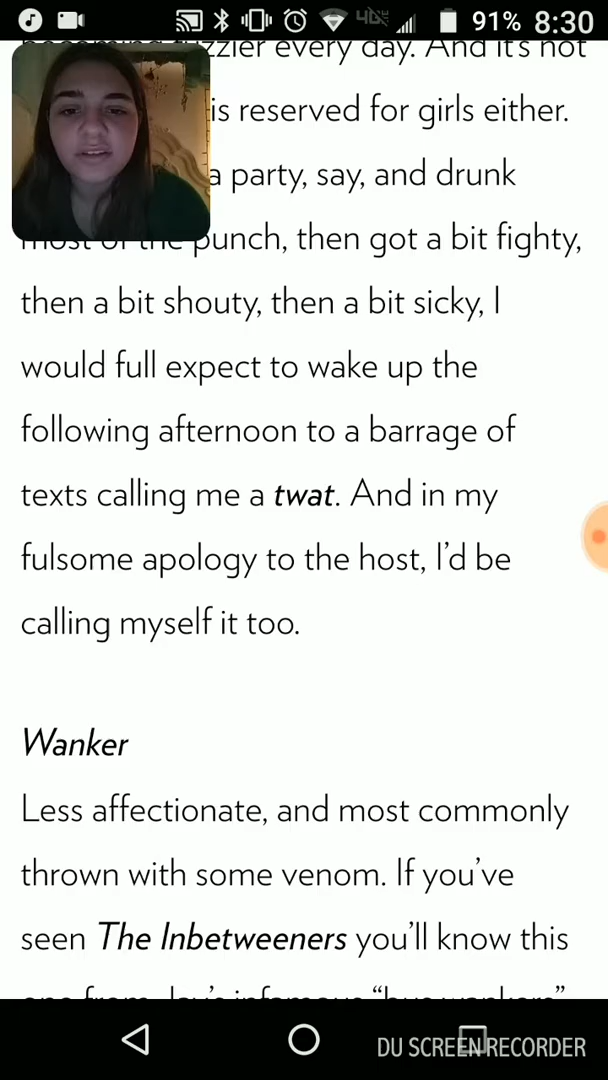 91% 8:30
every day. And it's not
is reserved for girls either.
a party, say, and drunk
punch, then got a bit fighty,
then a bit shouty, then a bit sicky, I
would full expect to wake up the
following afternoon to a barrage of
texts calling me a twat. And in my
fulsome apology to the host, I'd be
calling myself it too.
Wanker
Less affectionate, and most commonly
thrown with some venom. If you've
seen The Inbetweeners you'll know this
DU SCREEN RECORDER